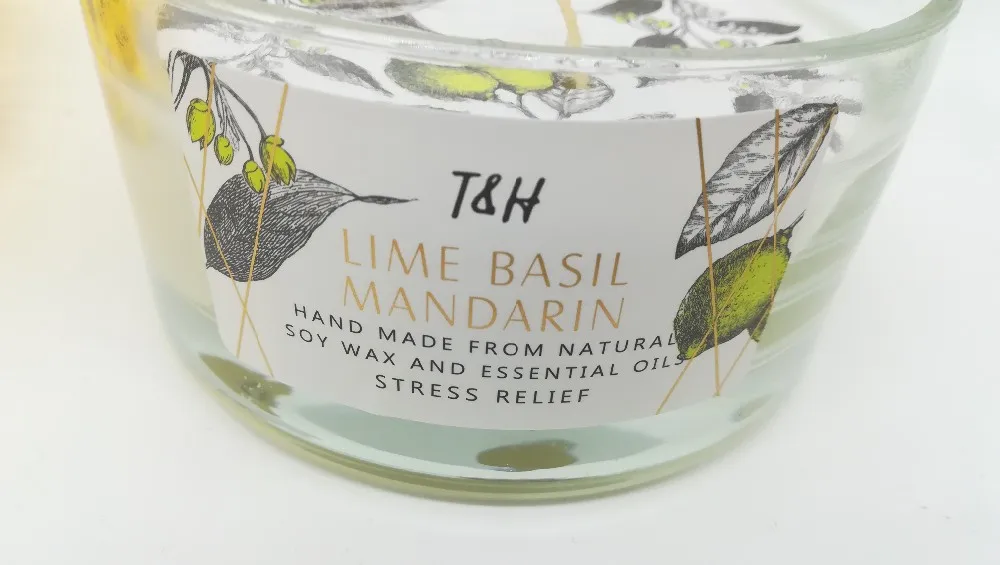 T&H
LIME BASIL
MANDARIN
HAND MADE FROM NATURAL
SOY WAX AND ESSENTIAL OILS
STRESS RELIEF